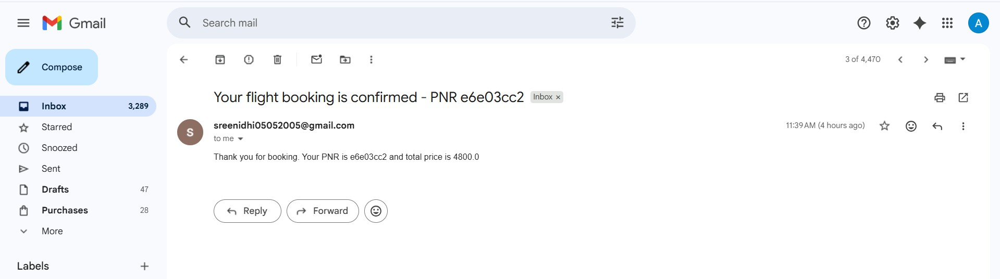 Gmail
Search mail
A
Compose
3 of 4,470
Your flight booking is confirmed - PNR e6e03cc2 Inbox ×
Inbox 3,289
S sreenidhi05052005@gmail.com 11:39 AM (4 hours ago)
to me
Starred
Snoozed
Thank you for booking. Your PNR is e6e03cc2 and total price is 4800.0
Sent
Drafts 47
Purchases 28
Reply Forward
More
Labels +